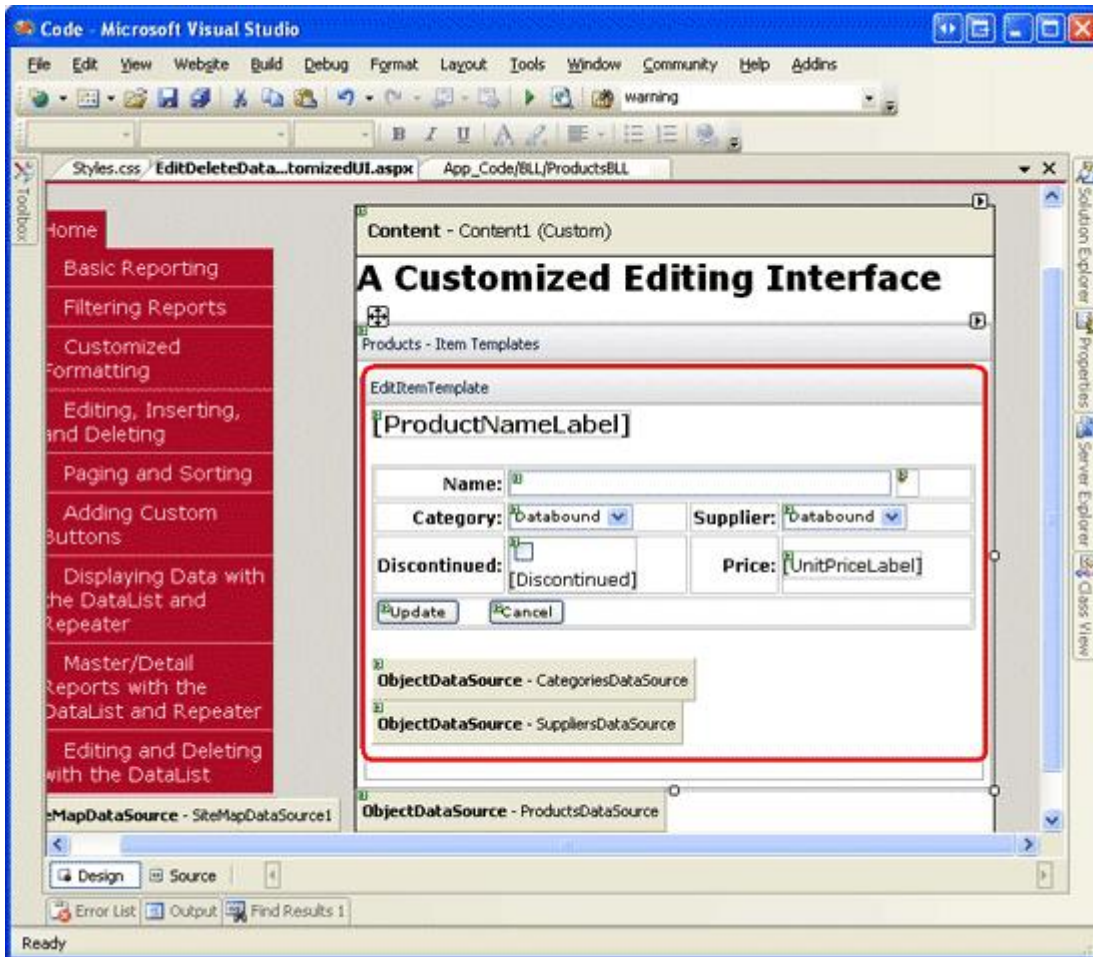 Code - Microsoft Visual Studio
File Edit View Website Build Debug Format Layout Tools Window Community Help Addins
warning
B I U A
Styles.css EditDeleteData...tomizedUI.aspx App_Code/BLL/ProductsBLL
Toolbox
Home
Basic Reporting
Filtering Reports
Customized
Formatting
Editing, Inserting,
and Deleting
Paging and Sorting
Adding Custom
Buttons
Displaying Data with
the DataList and
Repeater
Master/Detail
Reports with the
DataList and Repeater
Editing and Deleting
with the DataList
eMapDataSource - SiteMapDataSource1
Content - Content1 (Custom)
A Customized Editing Interface
Products - Item Templates
EditItemTemplate
[ProductNameLabel]
Name:
Category: Databound Supplier: Databound
Discontinued: [Discontinued] Price: [UnitPriceLabel]
Update Cancel
ObjectDataSource - CategoriesDataSource
ObjectDataSource - SuppliersDataSource
ObjectDataSource - ProductsDataSource
Solution Explorer
Properties
Server Explorer
Class View
Design Source
Error List Output Find Results 1
Ready